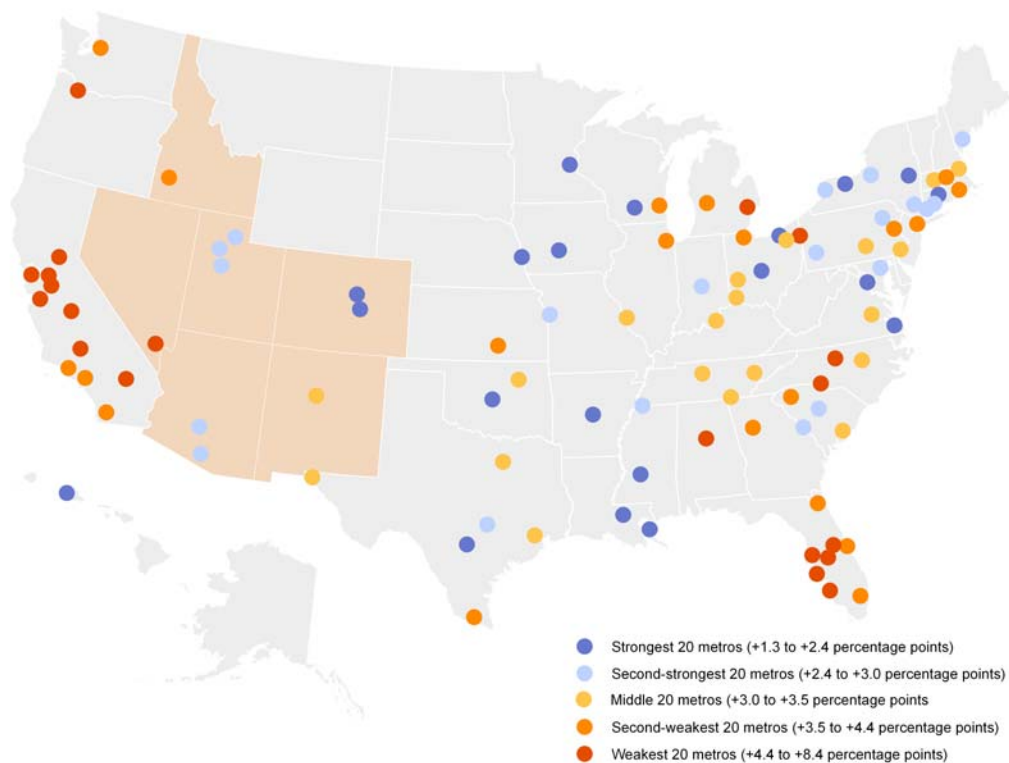 Strongest 20 metros (+1.3 to +2.4 percentage points)
Second-strongest 20 metros (+2.4 to +3.0 percentage points)
Middle 20 metros (+3.0 to +3.5 percentage points
Second-weakest 20 metros (+3.5 to +4.4 percentage points)
Weakest 20 metros (+4.4 to +8.4 percentage points)